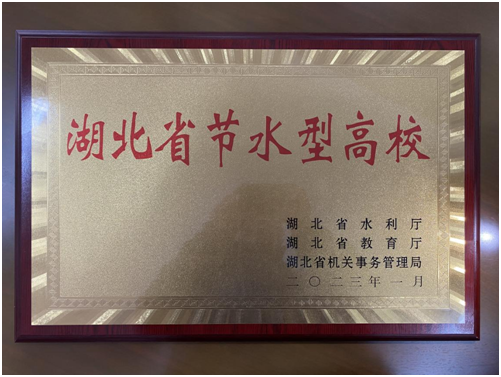 湖北省节水型高校
湖北省水利厅
湖北省教育厅
湖北省机关事务管理局
二〇二三年一月